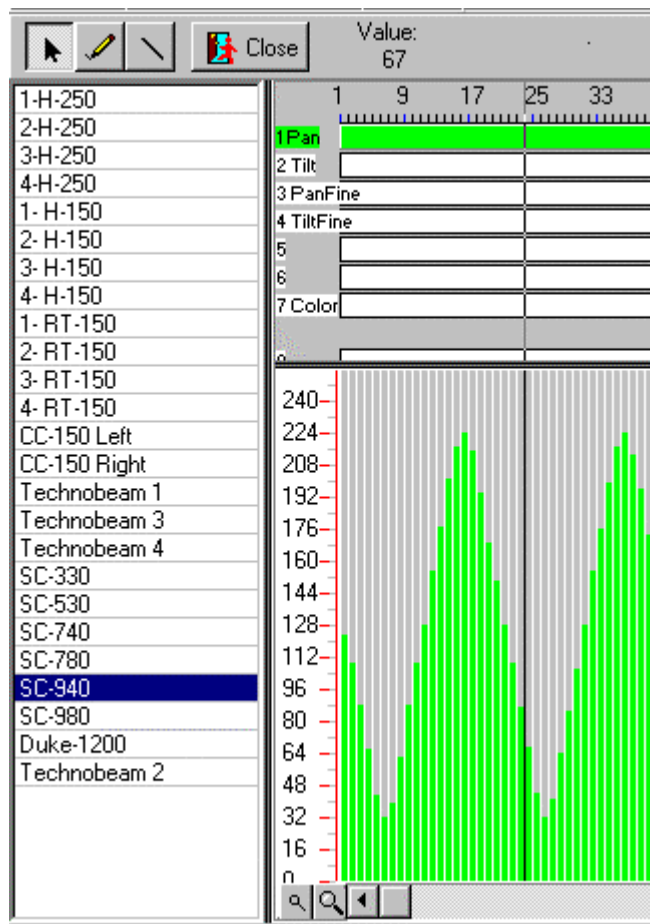 Close
Value:
67
1-H-250
2-H-250
3-H-250
4-H-250
1- H-150
2- H-150
3- H-150
4- H-150
1- RT-150
2- RT-150
3- RT-150
4- RT-150
CC-150 Left
CC-150 Right
Technobeam 1
Technobeam 3
Technobeam 4
SC-330
SC-530
SC-740
SC-780
SC-940
SC-980
Duke-1200
Technobeam 2
1 9 17 25 33
1 Pan
2 Tilt
3 PanFine
4 TiltFine
5
6
7 Color
240
224
208
192
176
160
144
128
112
96
80
64
48
32
16
0